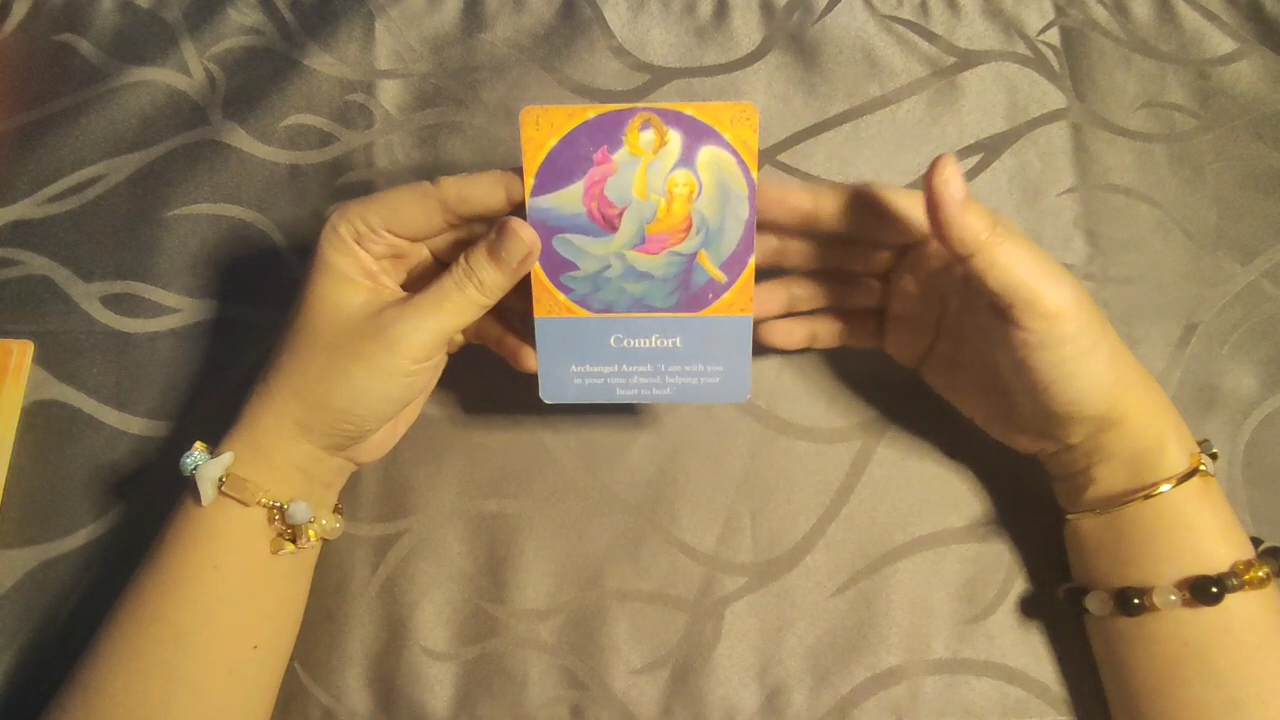 Comfort
Archangel Azrael: "I am with you
in your time of need, helping your
heart to heal."